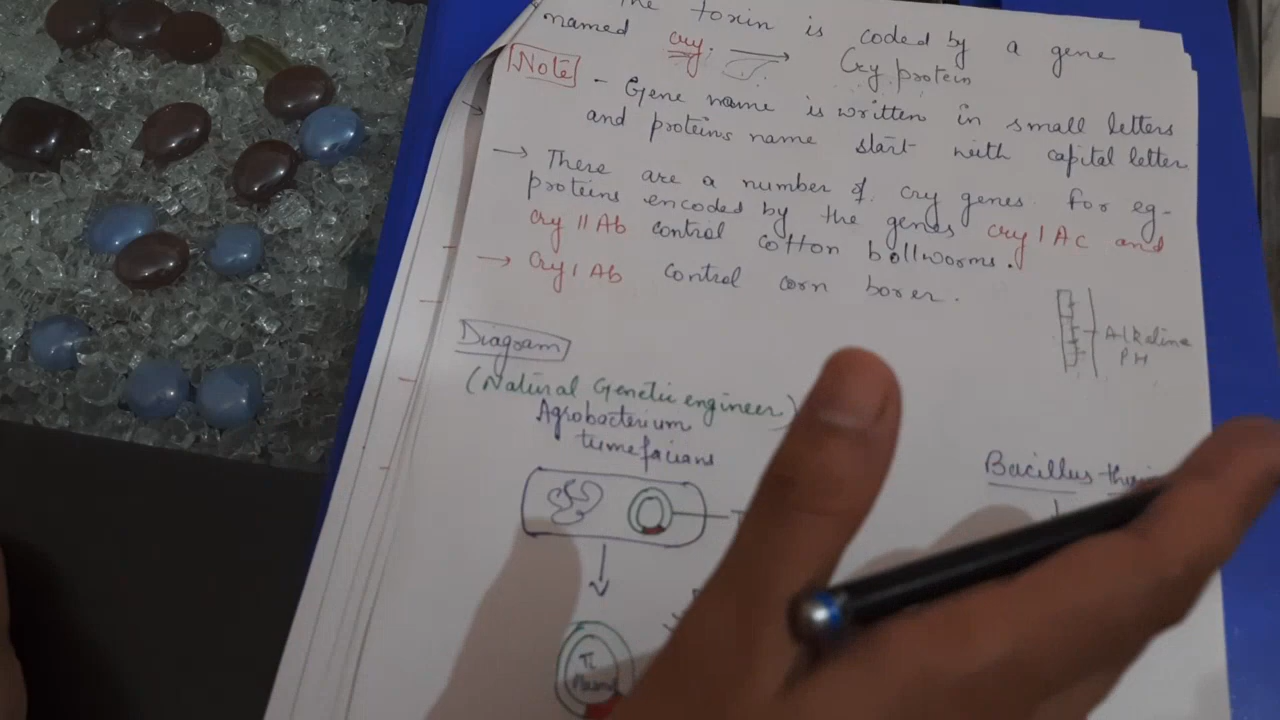 The toxin is coded by a gene
named cry. → Cry protein
Note - Gene name is written in small letters
and proteins name start with capital letter
→ There are a number of cry genes. For eg-
proteins encoded by the genes cry I Ac and
cry II Ab control cotton bollworms.
→ Cry I Ab control corn borer.
Alkaline
PH
Diagram
(Natural Genetic engineer)
Agrobacterium
tumefacians
Bacillus
Ti
Plasmid